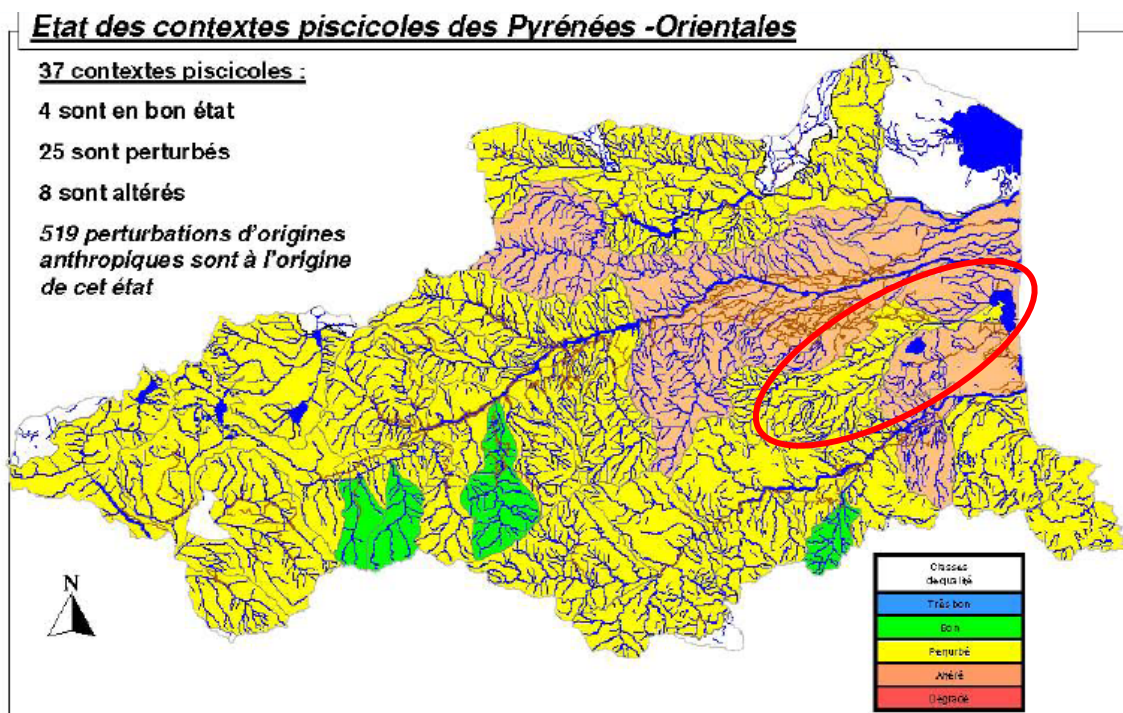 Etat des contextes piscicoles des Pyrénées -Orientales
37 contextes piscicoles :
4 sont en bon état
25 sont perturbés
8 sont altérés
519 perturbations d'origines
anthropiques sont à l'origine
de cet état
N
Classes
de qualité
Très bon
Bon
Perturbé
Altéré
Dégradé